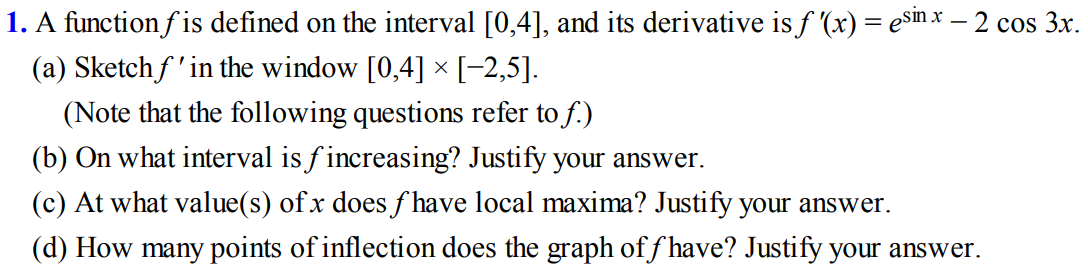 1. A function f is defined on the interval [0,4], and its derivative is f ′(x) = e^{sin x} – 2 cos 3x.
(a) Sketch f ′ in the window [0,4] × [−2,5].
(Note that the following questions refer to f.)
(b) On what interval is f increasing? Justify your answer.
(c) At what value(s) of x does f have local maxima? Justify your answer.
(d) How many points of inflection does the graph of f have? Justify your answer.